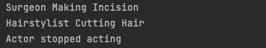 Surgeon Making Incision
Hairstylist Cutting Hair
Actor stopped acting